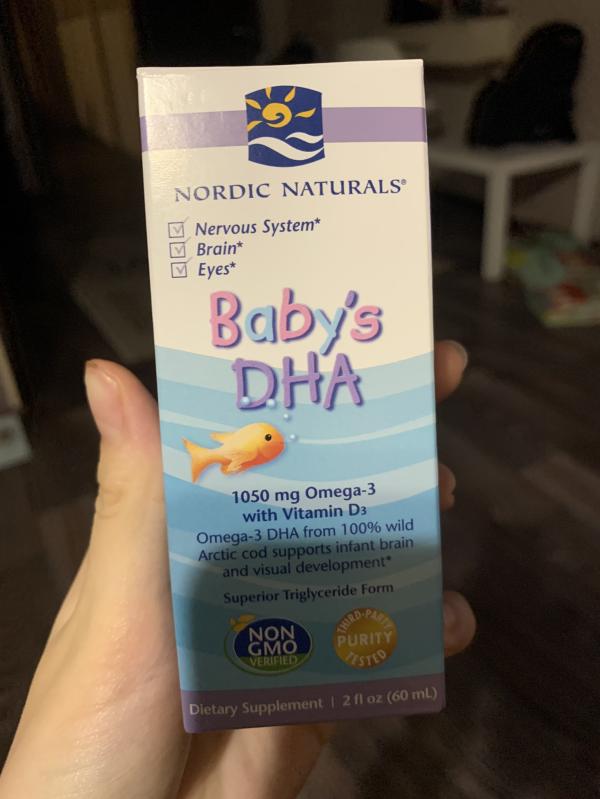 NORDIC NATURALS®
Nervous System*
Brain*
Eyes*
Baby's
DHA
1050 mg Omega-3
with Vitamin D3
Omega-3 DHA from 100% wild
Arctic cod supports infant brain
and visual development*
Superior Triglyceride Form
NON
GMO
VERIFIED
THIRD-PARTY
PURITY
TESTED
Dietary Supplement | 2 fl oz (60 mL)